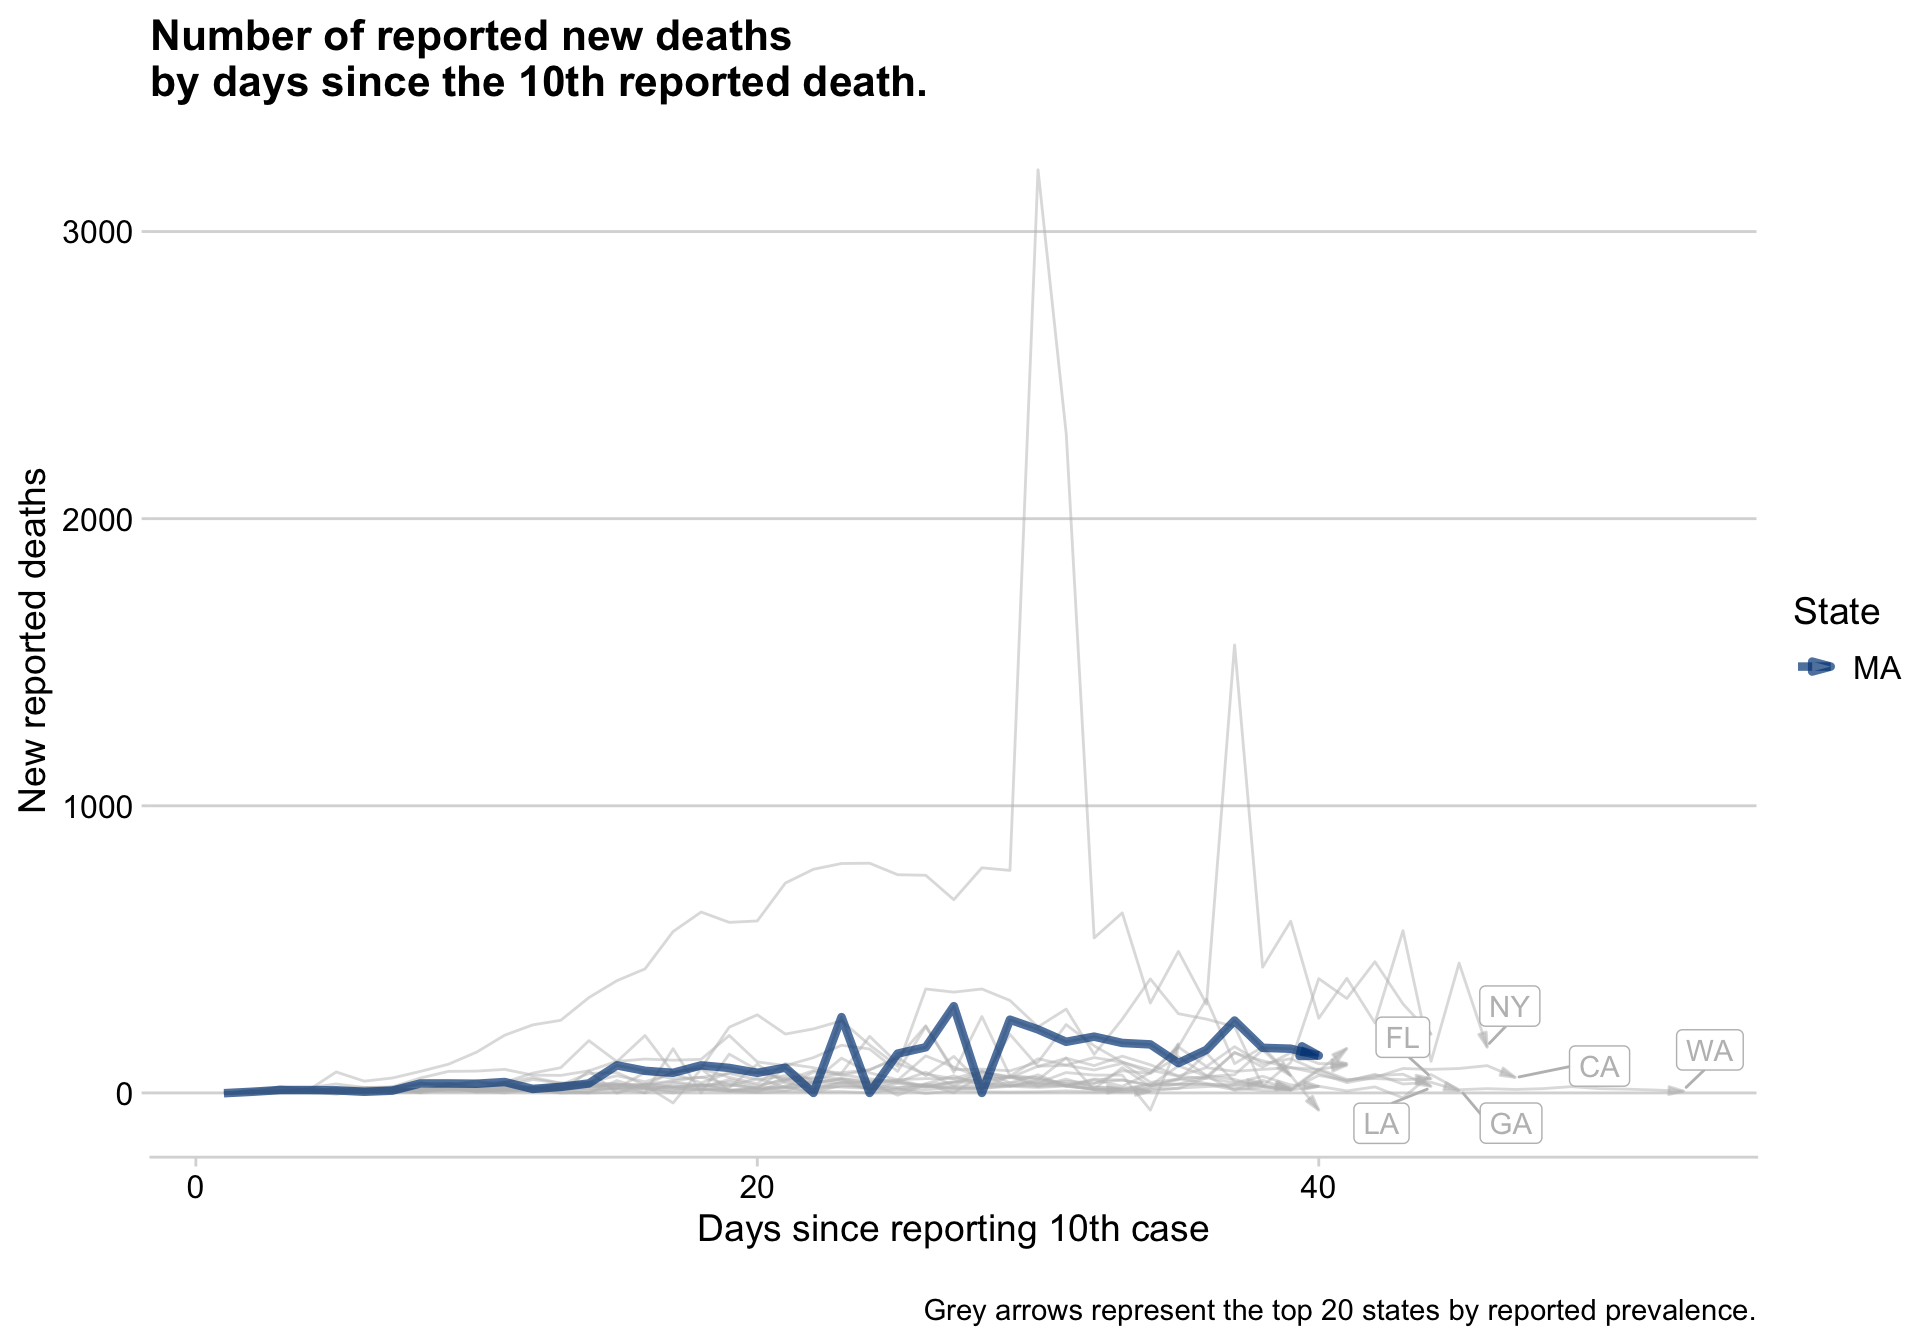 Number of reported new deaths
by days since the 10th reported death.
New reported deaths
3000
2000
1000
0
0
20
40
Days since reporting 10th case
NY
FL
CA
WA
LA
GA
State
MA
Grey arrows represent the top 20 states by reported prevalence.